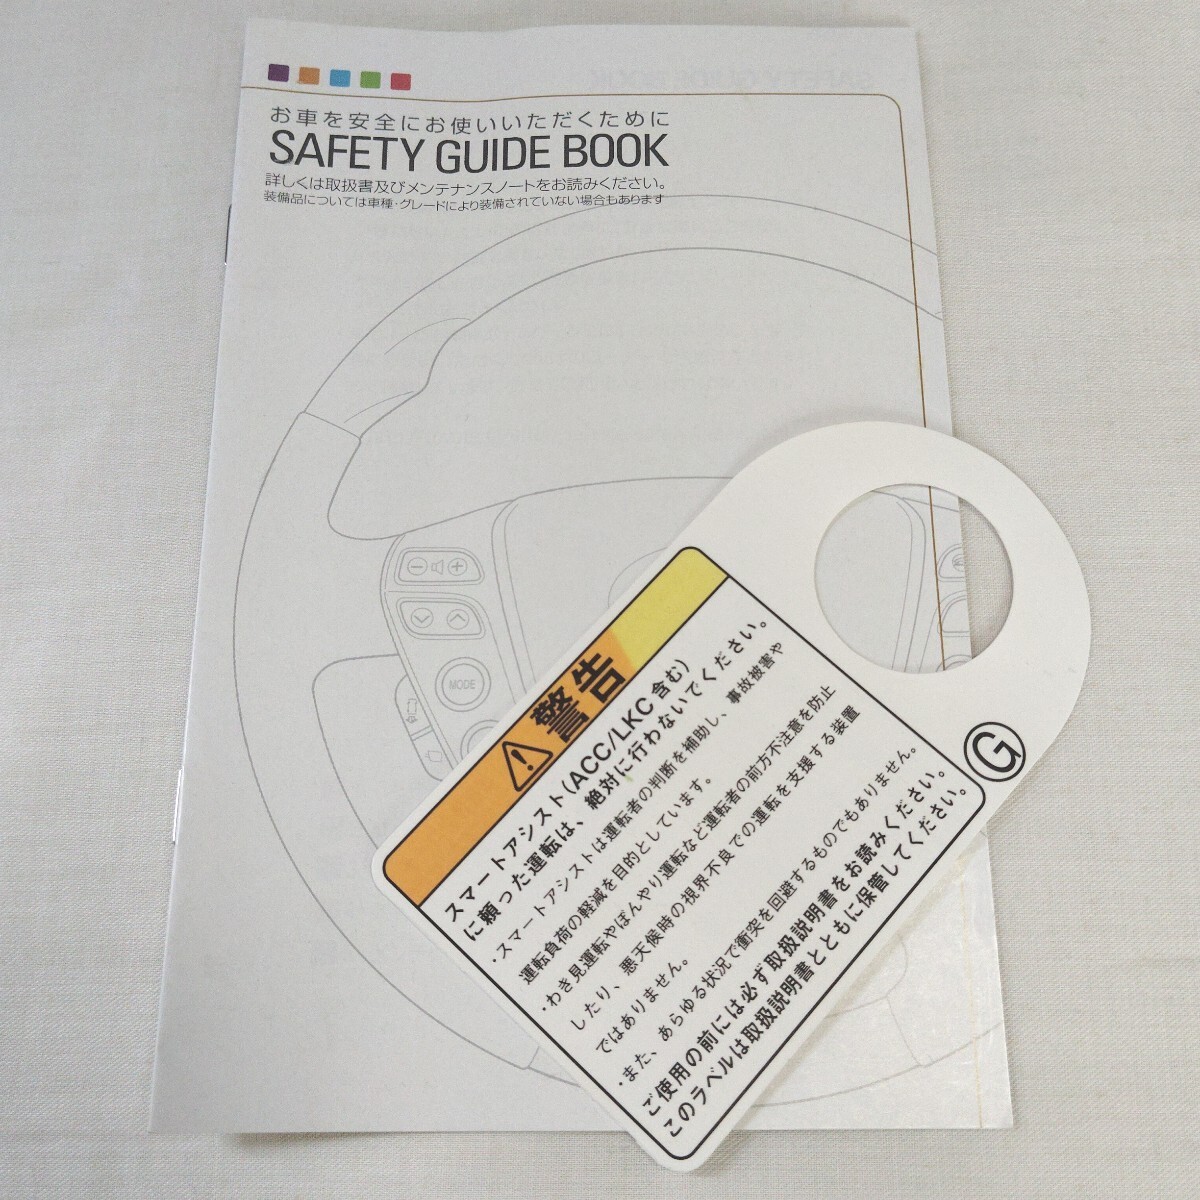 お車を安全にお使いいただくために
SAFETY GUIDE BOOK
詳しくは取扱書及びメンテナンスノートをお読みください。
装備品については車種・グレードにより装備されていない場合もあります
MODE
警告
スマートアシスト(ACC/LKC含む)
に頼った運転は、絶対に行わないでください。
・スマートアシストは運転者の判断を補助し、事故被害や
運転負荷の軽減を目的としています。
・わき見運転やぼんやり運転など運転者の前方不注意を防止
したり、悪天候時の視界不良での運転を支援する装置
ではありません。
・また、あらゆる状況で衝突を回避するものでもありません。
ご使用の前には必ず取扱説明書をお読みください。
このラベルは取扱説明書とともに保管してください。
G